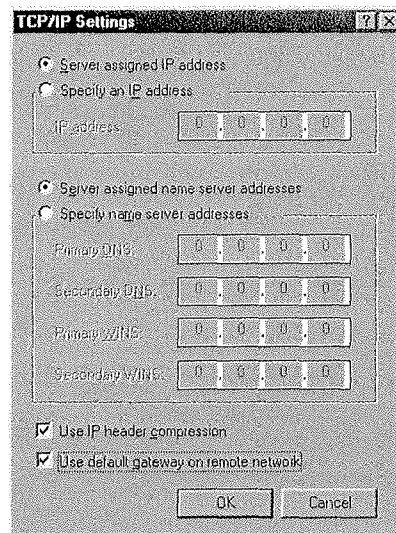 TCP/IP Settings
Server assigned IP address
Specify an IP address
IP address: 0 . 0 . 0 . 0
Server assigned name server addresses
Specify name server addresses
Primary DNS: 0 . 0 . 0 . 0
Secondary DNS: 0 . 0 . 0 . 0
Primary WINS: 0 . 0 . 0 . 0
Secondary WINS: 0 . 0 . 0 . 0
Use IP header compression
Use default gateway on remote network
OK Cancel